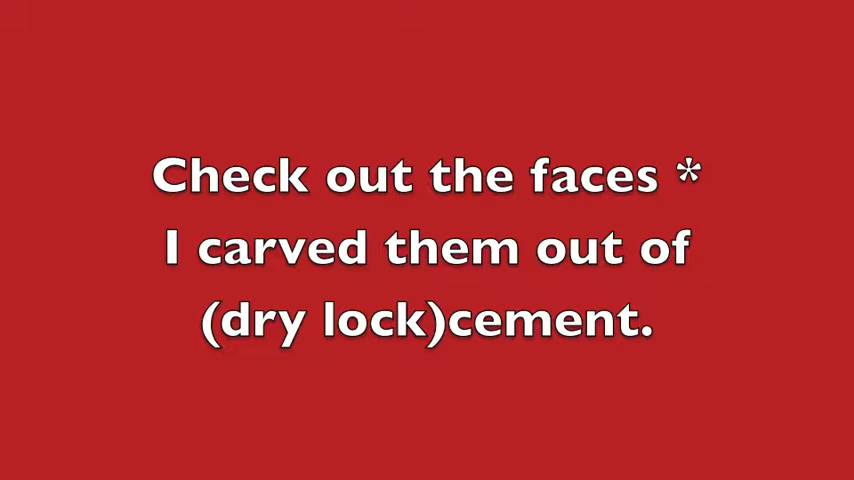 Check out the faces *
I carved them out of
(dry lock)cement.